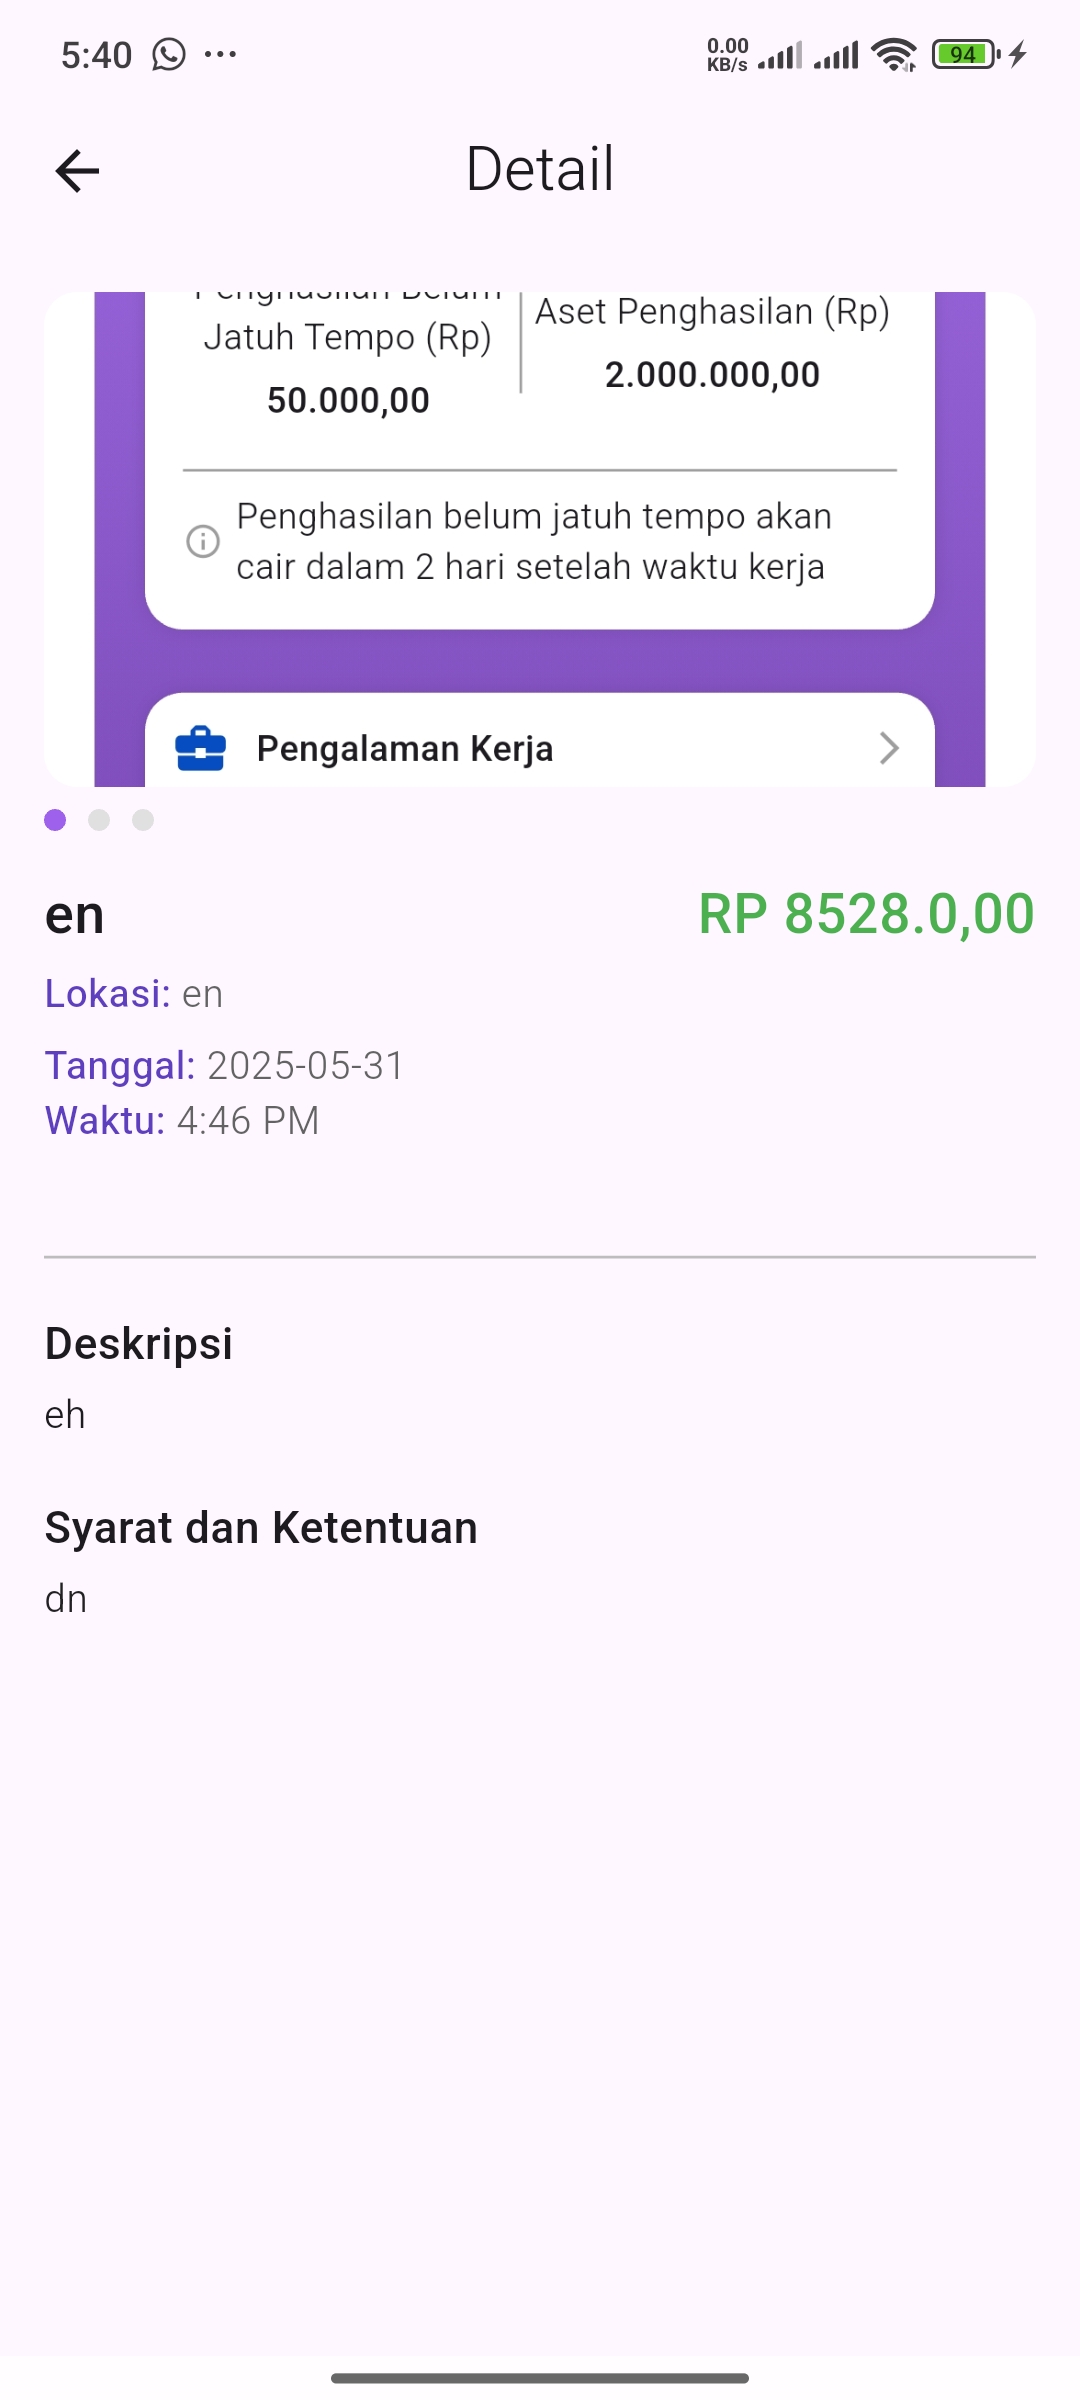 5:40
0.00
KB/s
94
Detail
Penghasilan Belum
Jatuh Tempo (Rp)
50.000,00
Aset Penghasilan (Rp)
2.000.000,00
Penghasilan belum jatuh tempo akan
cair dalam 2 hari setelah waktu kerja
Pengalaman Kerja
en
RP 8528.0,00
Lokasi: en
Tanggal: 2025-05-31
Waktu: 4:46 PM
Deskripsi
eh
Syarat dan Ketentuan
dn